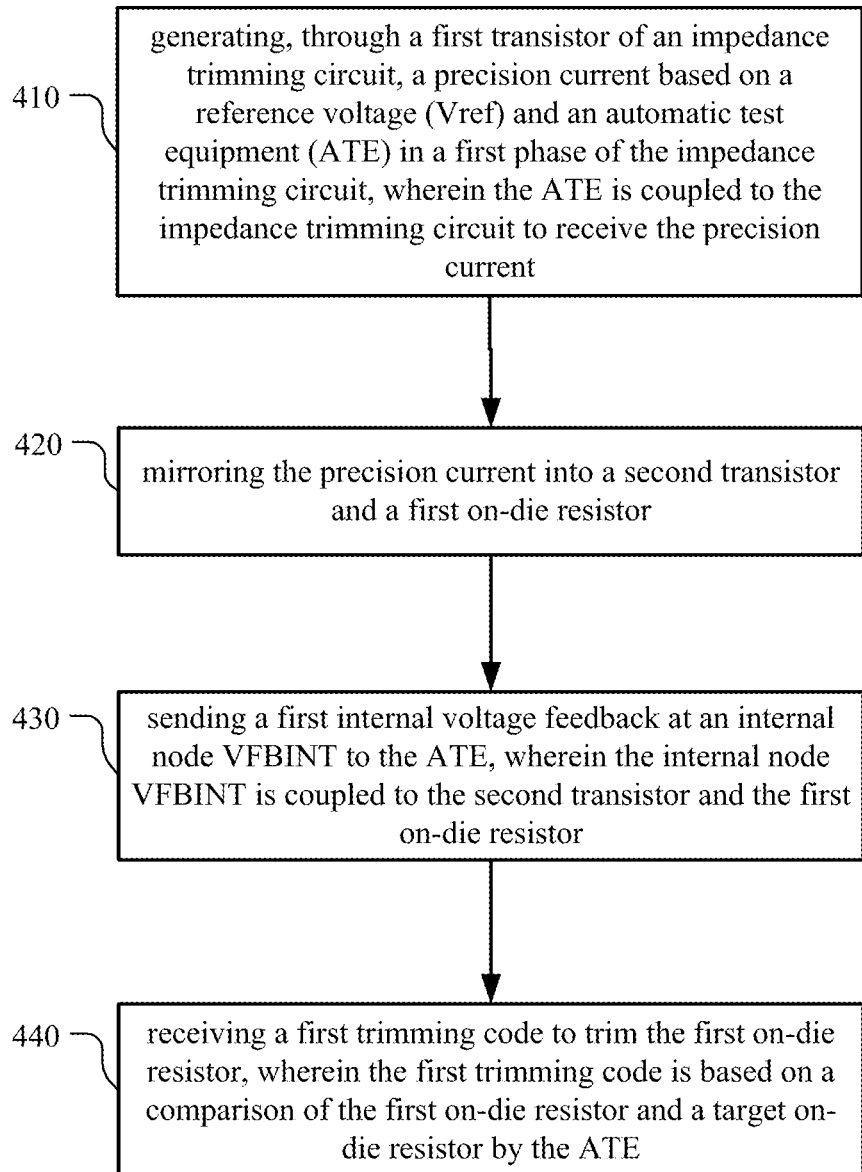 generating, through a first transistor of an impedance
trimming circuit, a precision current based on a
410
reference voltage (Vref) and an automatic test
equipment (ATE) in a first phase of the impedance
trimming circuit, wherein the ATE is coupled to the
impedance trimming circuit to receive the precision
current
420
mirroring the precision current into a second transistor
and a first on-die resistor
430
sending a first internal voltage feedback at an internal
node VFBINT to the ATE, wherein the internal node
VFBINT is coupled to the second transistor and the first
on-die resistor
440
receiving a first trimming code to trim the first on-die
resistor, wherein the first trimming code is based on a
comparison of the first on-die resistor and a target on-
die resistor by the ATE